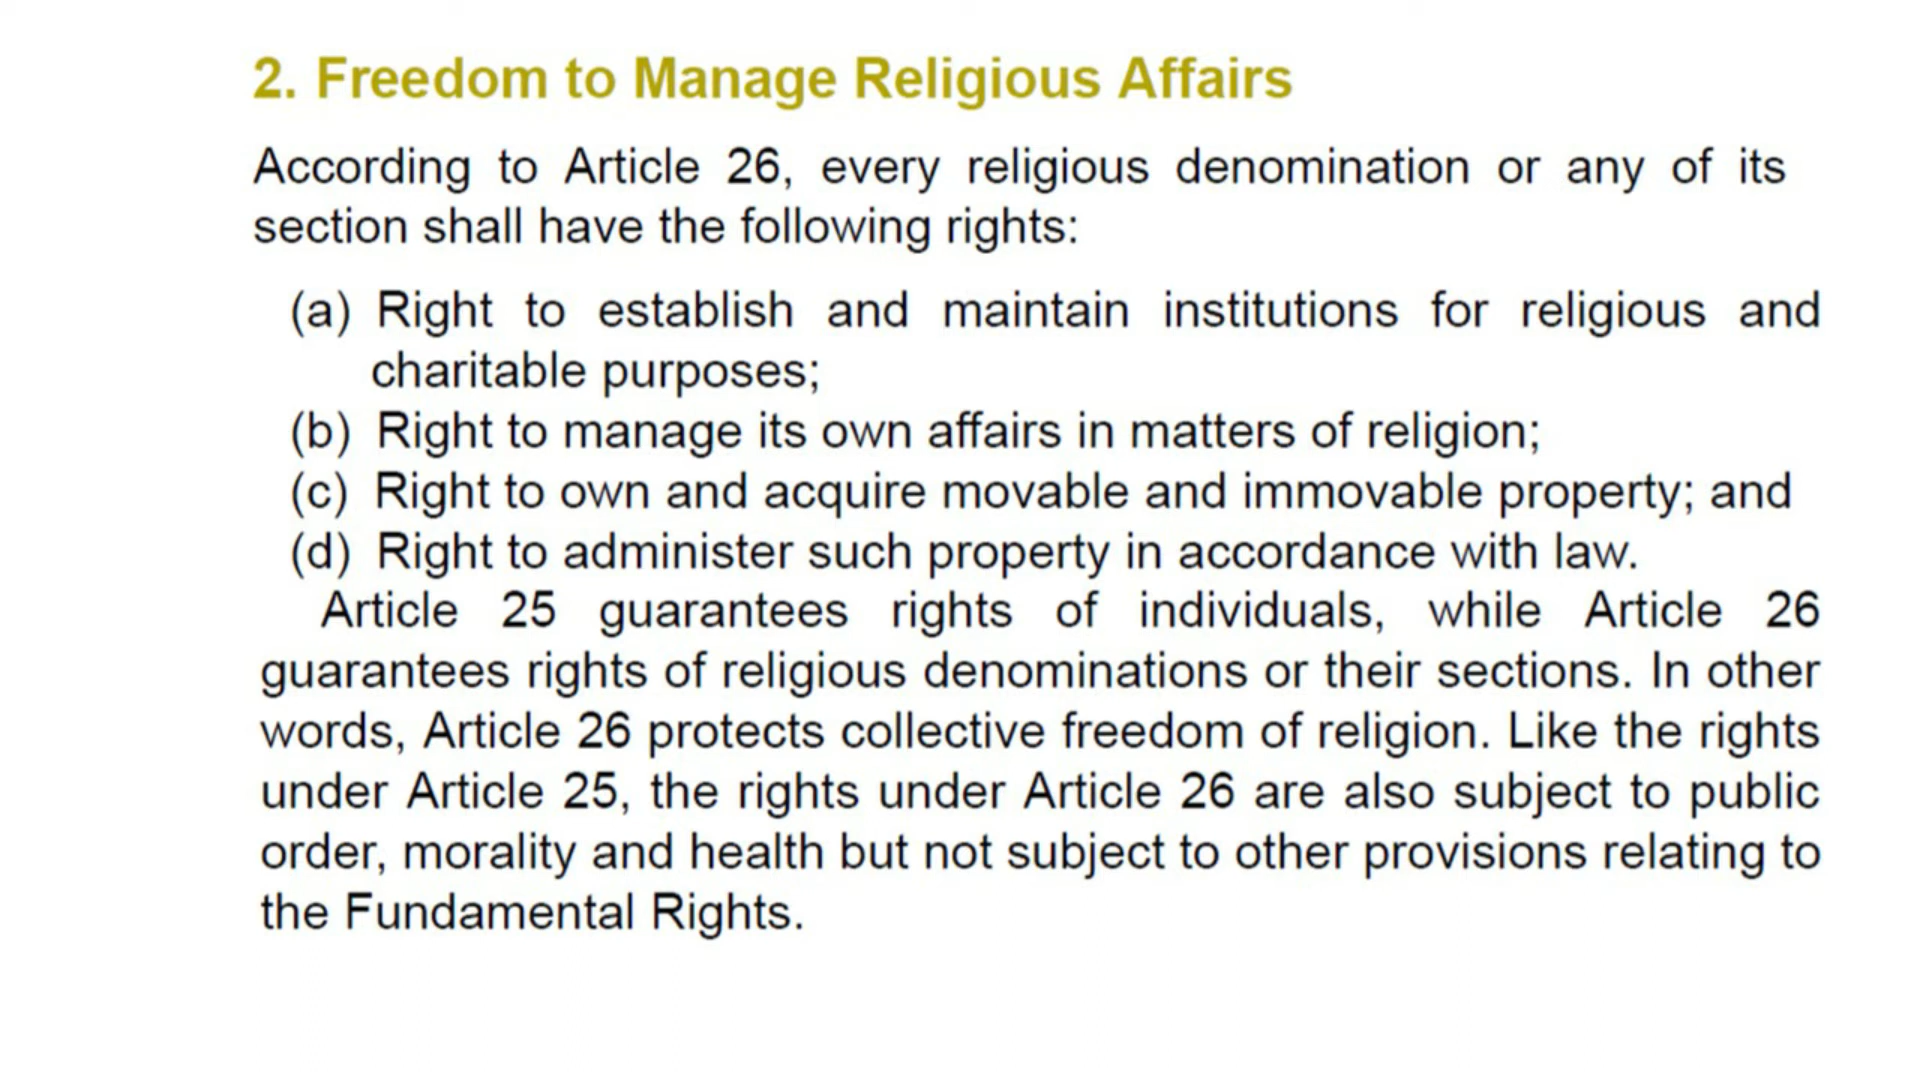 2. Freedom to Manage Religious Affairs
According to Article 26, every religious denomination or any of its
section shall have the following rights:
(a) Right to establish and maintain institutions for religious and
charitable purposes;
(b) Right to manage its own affairs in matters of religion;
(c) Right to own and acquire movable and immovable property; and
(d) Right to administer such property in accordance with law.
Article 25 guarantees rights of individuals, while Article 26
guarantees rights of religious denominations or their sections. In other
words, Article 26 protects collective freedom of religion. Like the rights
under Article 25, the rights under Article 26 are also subject to public
order, morality and health but not subject to other provisions relating to
the Fundamental Rights.